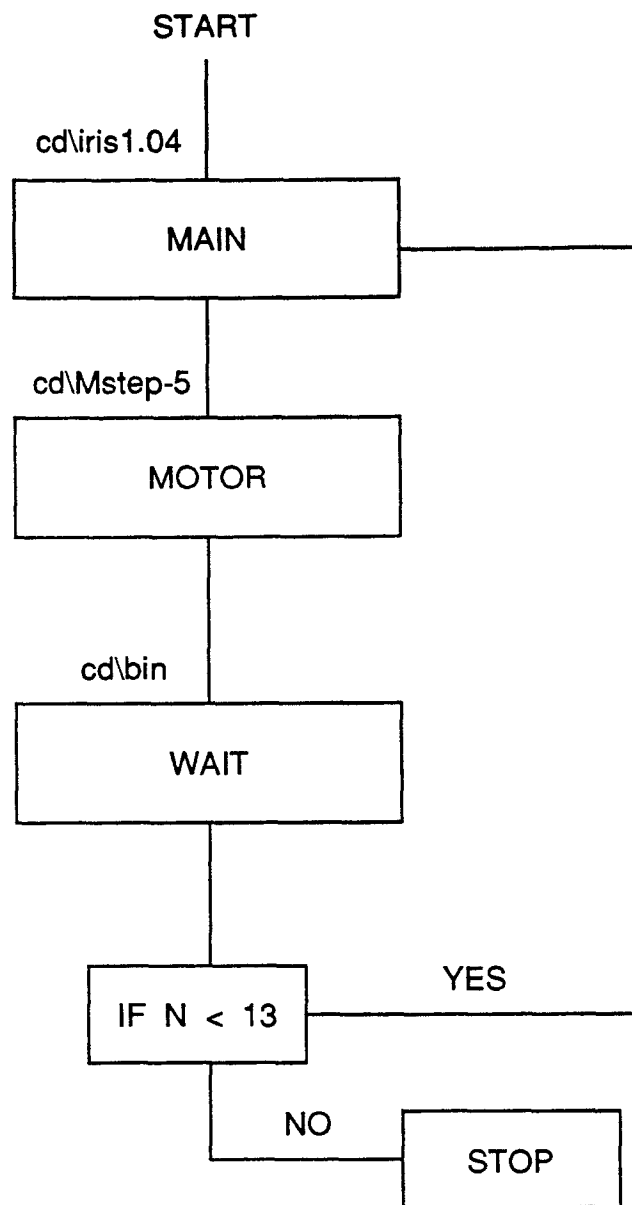 START
cd\iris1.04
MAIN
cd\Mstep-5
MOTOR
cd\bin
WAIT
YES
IF N < 13
NO
STOP